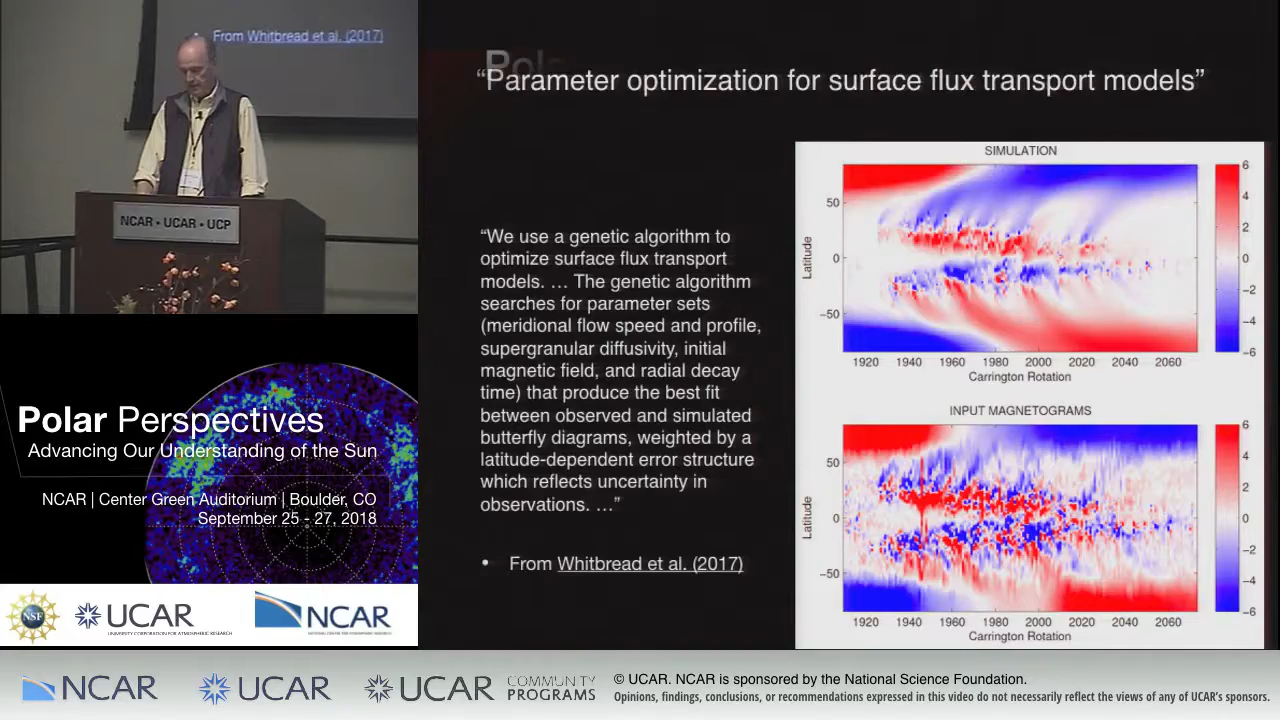 • From Whitbread et al. (2017)
NCAR • UCAR • UCP
Polar Perspectives
Advancing Our Understanding of the Sun
NCAR | Center Green Auditorium | Boulder, CO
September 25 - 27, 2018
NSF
UCAR
UNIVERSITY CORPORATION FOR ATMOSPHERIC RESEARCH
NCAR
NATIONAL CENTER FOR ATMOSPHERIC RESEARCH
Pola
“Parameter optimization for surface flux transport models”
“We use a genetic algorithm to
optimize surface flux transport
models. … The genetic algorithm
searches for parameter sets
(meridional flow speed and profile,
supergranular diffusivity, initial
magnetic field, and radial decay
time) that produce the best fit
between observed and simulated
butterfly diagrams, weighted by a
latitude-dependent error structure
which reflects uncertainty in
observations. …”
• From Whitbread et al. (2017)
SIMULATION
Latitude
50
0
−50
1920 1940 1960 1980 2000 2020 2040 2060
Carrington Rotation
6
4
2
0
−2
−4
−6
INPUT MAGNETOGRAMS
Latitude
50
0
−50
1920 1940 1960 1980 2000 2020 2040 2060
Carrington Rotation
6
4
2
0
−2
−4
−6
NCAR
UCAR
UCAR
COMMUNITY
PROGRAMS
© UCAR. NCAR is sponsored by the National Science Foundation.
Opinions, findings, conclusions, or recommendations expressed in this video do not necessarily reflect the views of any of UCAR's sponsors.